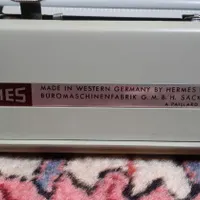 MES
MADE IN WESTERN GERMANY BY HERMES
BÜROMASCHINENFABRIK G.M.B.H. SÄCK
A PAILLARD